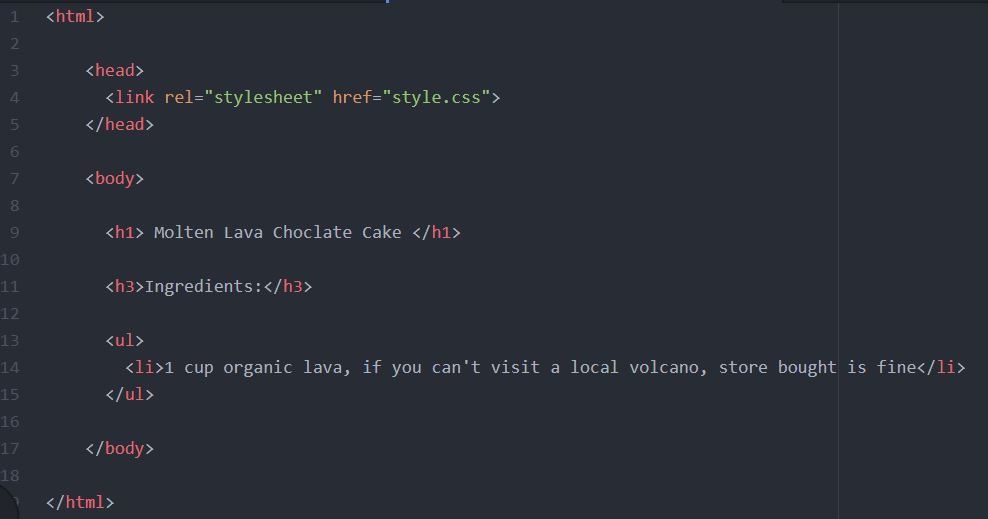 1 <html>
2
3 <head>
4 <link rel="stylesheet" href="style.css">
5 </head>
6
7 <body>
8
9 <h1> Molten Lava Choclate Cake </h1>
10
11 <h3>Ingredients:</h3>
12
13 <ul>
14 <li>1 cup organic lava, if you can't visit a local volcano, store bought is fine</li>
15 </ul>
16
17 </body>
18
</html>